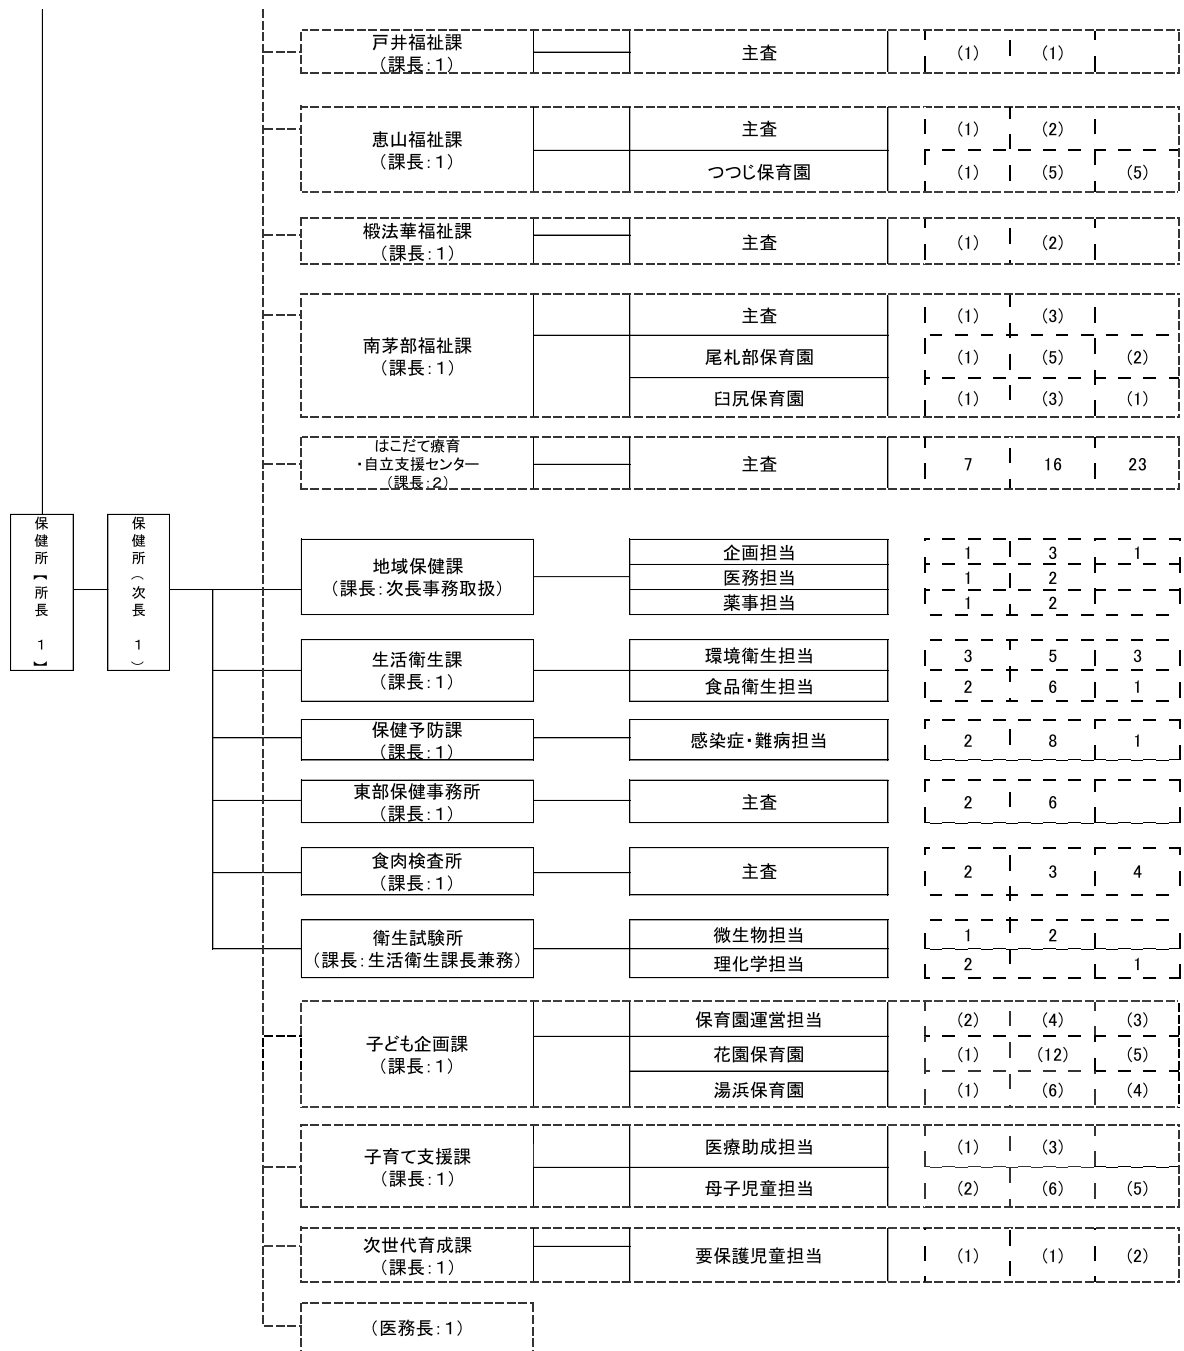 戸井福祉課
（課長：１）
主査
(1)
(1)
恵山福祉課
（課長：１）
主査
(1)
(2)
つつじ保育園
(1)
(5)
(5)
椴法華福祉課
（課長：１）
主査
(1)
(2)
南茅部福祉課
（課長：１）
主査
(1)
(3)
尾札部保育園
(1)
(5)
(2)
臼尻保育園
(1)
(3)
(1)
はこだて療育
・自立支援センター
（課長：２）
主査
7
16
23
保健所【所長　１】
保健所（次長　１）
地域保健課
（課長：次長事務取扱）
企画担当
1
3
1
医務担当
1
2
薬事担当
1
2
生活衛生課
（課長：１）
環境衛生担当
3
5
3
食品衛生担当
2
6
1
保健予防課
（課長：１）
感染症・難病担当
2
8
1
東部保健事務所
（課長：１）
主査
2
6
食肉検査所
（課長：１）
主査
2
3
4
衛生試験所
（課長：生活衛生課長兼務）
微生物担当
1
2
理化学担当
2
1
子ども企画課
（課長：１）
保育園運営担当
(2)
(4)
(3)
花園保育園
(1)
(12)
(5)
湯浜保育園
(1)
(6)
(4)
子育て支援課
（課長：１）
医療助成担当
(1)
(3)
母子児童担当
(2)
(6)
(5)
次世代育成課
（課長：１）
要保護児童担当
(1)
(1)
(2)
（医務長：１）